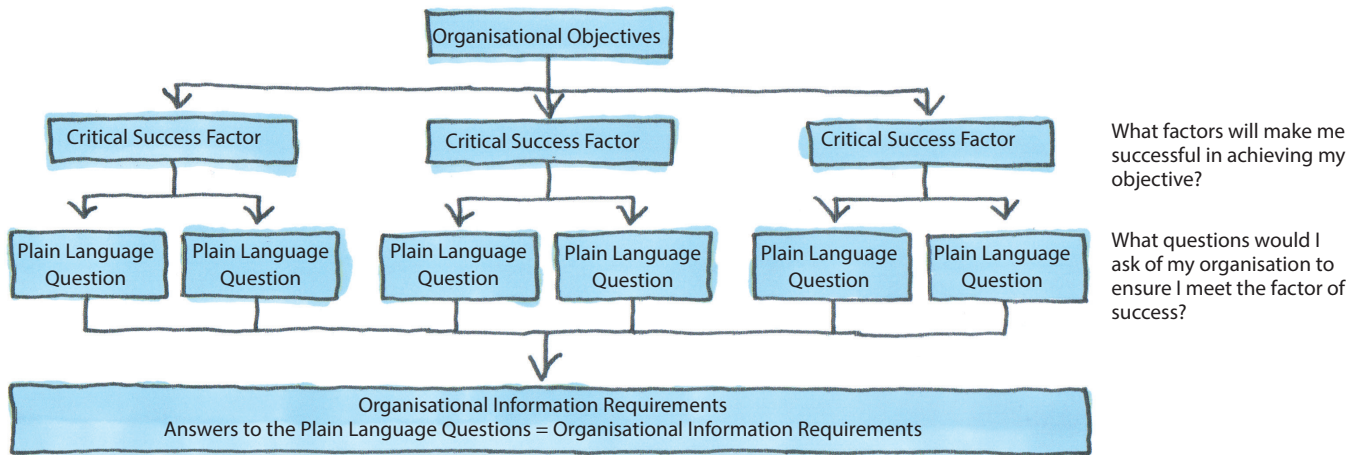 Organisational Objectives
Critical Success Factor
Critical Success Factor
Critical Success Factor
What factors will make me
successful in achieving my
objective?
Plain Language
Question
Plain Language
Question
Plain Language
Question
Plain Language
Question
Plain Language
Question
Plain Language
Question
What questions would I
ask of my organisation to
ensure I meet the factor of
success?
Organisational Information Requirements
Answers to the Plain Language Questions = Organisational Information Requirements